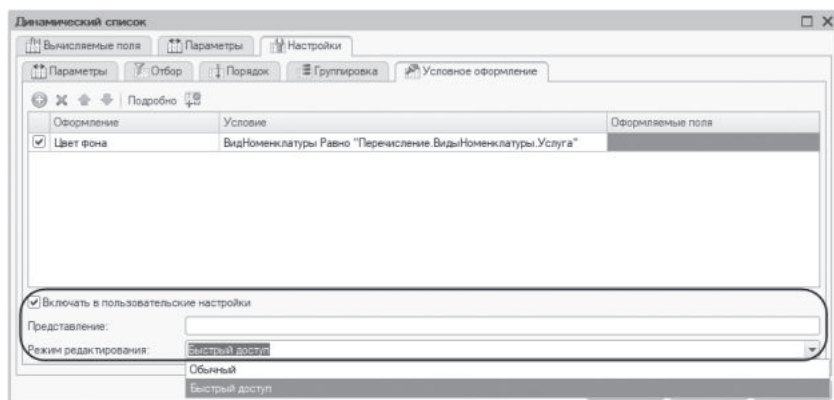 Динамический список
Вычисляемые поля Параметры Настройки
Параметры Отбор Порядок Группировка Условное оформление
Подробно
Оформление Условие Оформляемые поля
Цвет фона ВидНоменклатуры Равно "Перечисление.ВидыНоменклатуры.Услуга"
Включать в пользовательские настройки
Представление:
Режим редактирования: Быстрый доступ
Обычный
Быстрый доступ